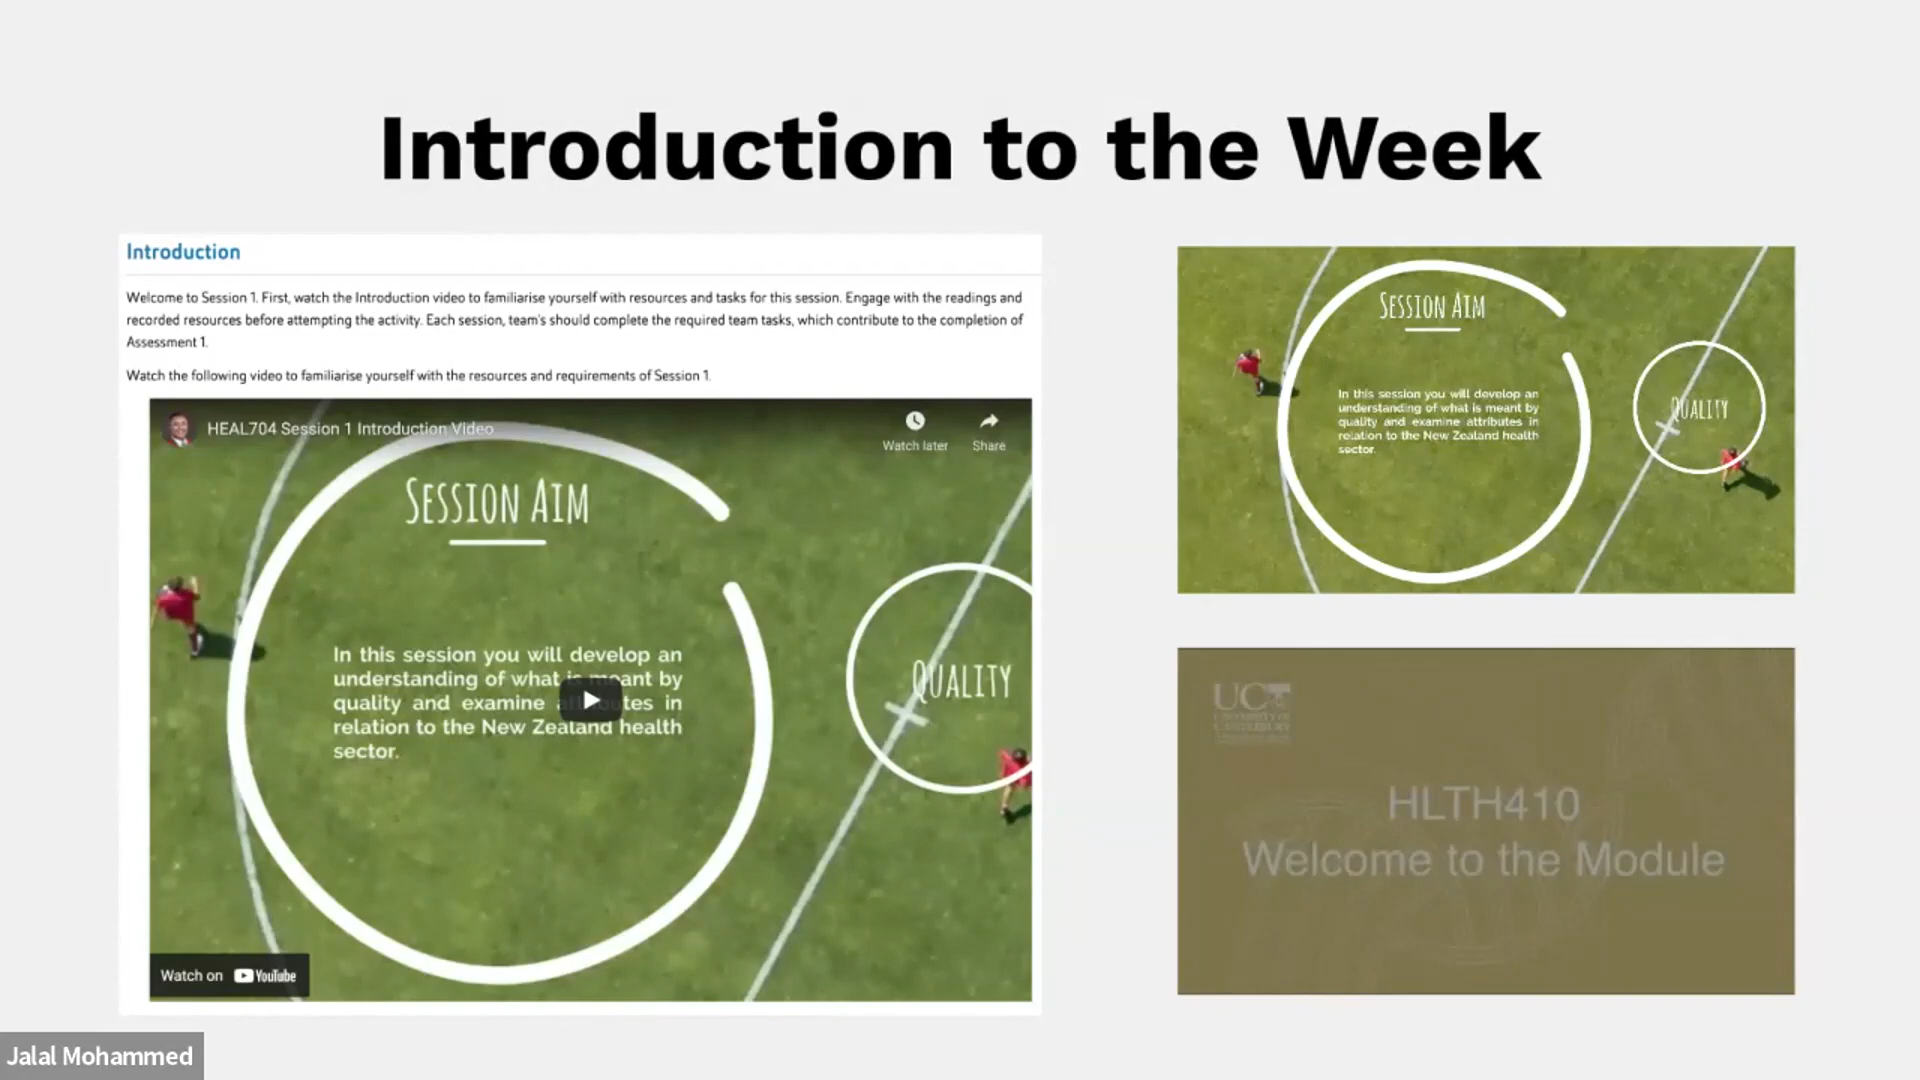 Introduction to the Week
Introduction
Welcome to Session 1. First, watch the Introduction video to familiarise yourself with resources and tasks for this session. Engage with the readings and
recorded resources before attempting the activity. Each session, team's should complete the required team tasks, which contribute to the completion of
Assessment 1.
Watch the following video to familiarise yourself with the resources and requirements of Session 1.
HEAL704 Session 1 Introduction Video
Watch later
Share
SESSION AIM
In this session you will develop an
understanding of what is meant by
quality and examine attributes in
relation to the New Zealand health
sector.
QUALITY
Watch on YouTube
SESSION AIM
In this session you will develop an
understanding of what is meant by
quality and examine attributes in
relation to the New Zealand health
sector.
QUALITY
UC
UNIVERSITY OF
CANTERBURY
HLTH410
Welcome to the Module
Jalal Mohammed